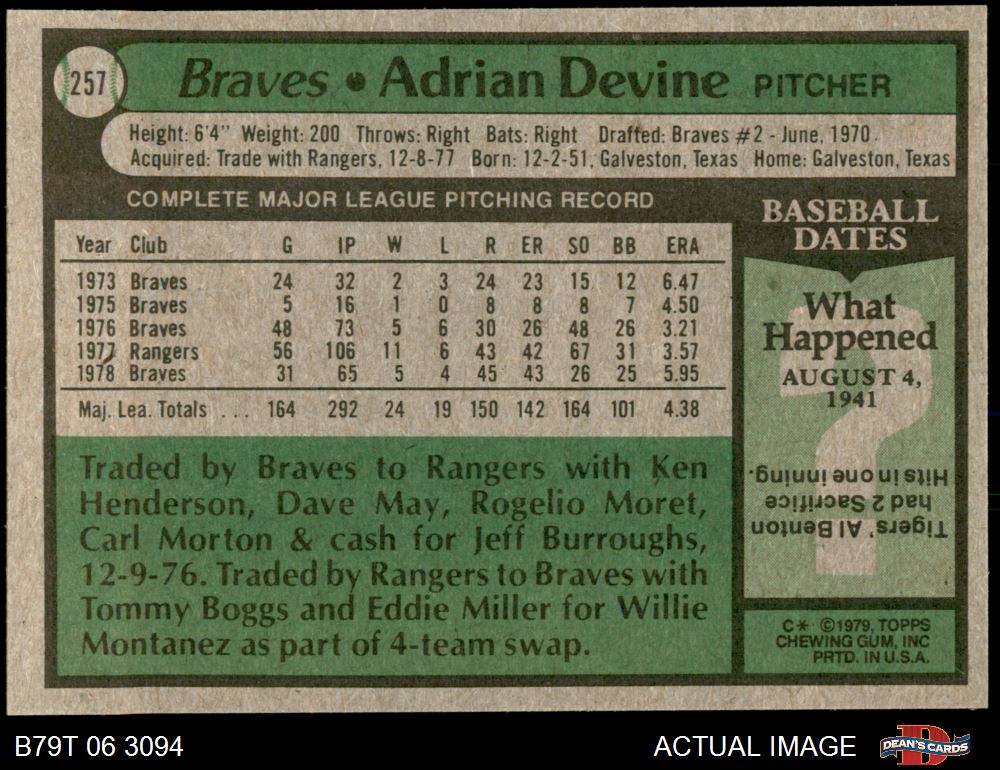 257
Braves • Adrian Devine PITCHER
Height: 6'4" Weight: 200 Throws: Right Bats: Right Drafted: Braves #2 - June, 1970.
Acquired: Trade with Rangers, 12-8-77 Born: 12-2-51, Galveston, Texas Home: Galveston, Texas
COMPLETE MAJOR LEAGUE PITCHING RECORD
Year Club G IP W L R ER SO BB ERA
1973 Braves 24 32 2 3 24 23 15 12 6.47
1975 Braves 5 16 1 0 8 8 8 7 4.50
1976 Braves 48 73 5 6 30 26 48 26 3.21
1977 Rangers 56 106 11 6 43 42 67 31 3.57
1978 Braves 31 65 5 4 45 43 26 25 5.95
Maj. Lea. Totals ... 164 292 24 19 150 142 164 101 4.38
Traded by Braves to Rangers with Ken
Henderson, Dave May, Rogelio Moret,
Carl Morton & cash for Jeff Burroughs,
12-9-76. Traded by Rangers to Braves with
Tommy Boggs and Eddie Miller for Willie
Montanez as part of 4-team swap.
BASEBALL
DATES
What
Happened
AUGUST 4,
1941
Tigers' Al Benton
had 2 Sacrifice
Hits in one inning.
C* ©1979, TOPPS
CHEWING GUM, INC
PRTD. IN U.S.A.
B79T 06 3094
ACTUAL IMAGE
D
DEAN'S CARDS